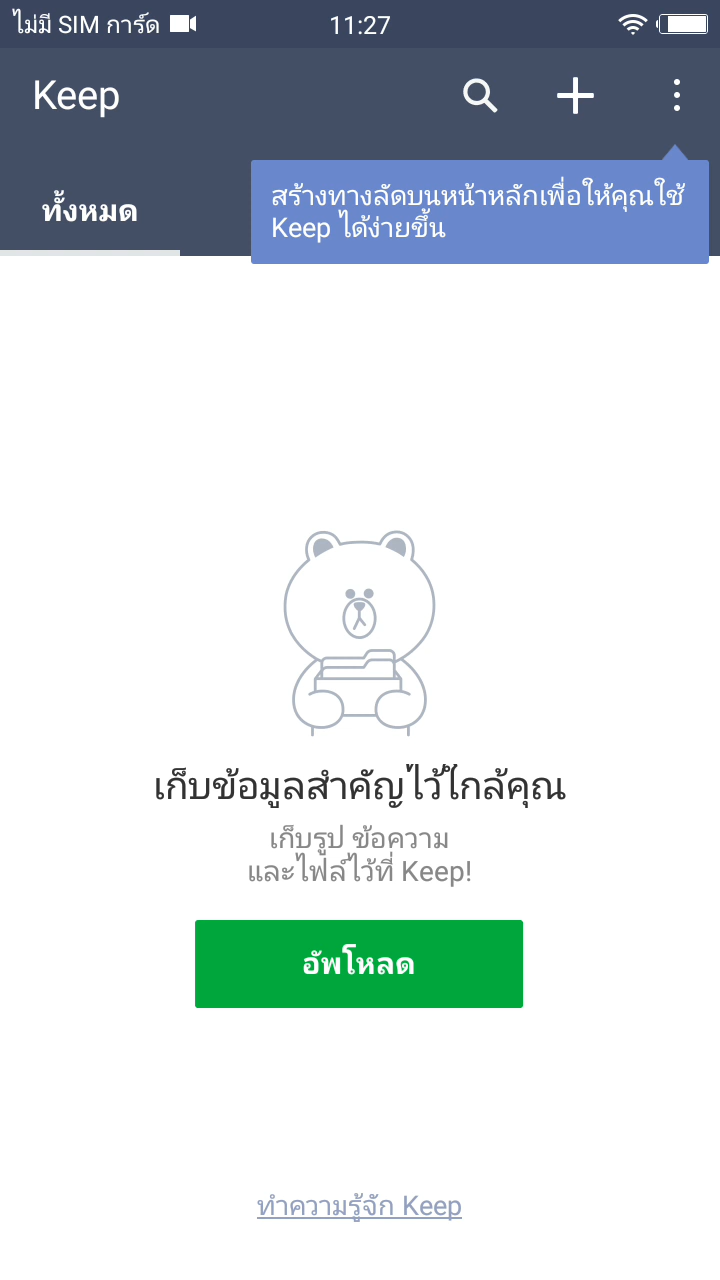 ไม่มี SIM การ์ด 11:27
Keep
ทั้งหมด
สร้างทางลัดบนหน้าหลักเพื่อให้คุณใช้
Keep ได้ง่ายขึ้น
เก็บข้อมูลสำคัญไว้ใกล้คุณ
เก็บรูป ข้อความ
และไฟล์ไว้ที่ Keep!
อัพโหลด
ทำความรู้จัก Keep